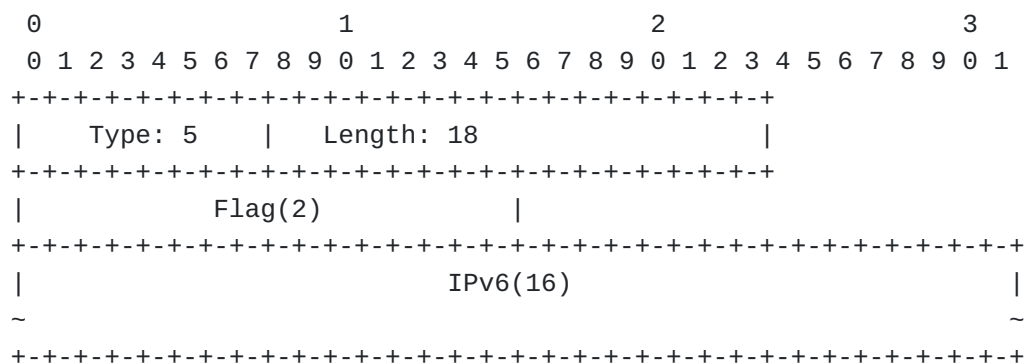 0                   1                   2                   3
 0 1 2 3 4 5 6 7 8 9 0 1 2 3 4 5 6 7 8 9 0 1 2 3 4 5 6 7 8 9 0 1
+-+-+-+-+-+-+-+-+-+-+-+-+-+-+-+-+-+-+-+-+-+-+-+-+
|    Type: 5    |   Length: 18                  |
+-+-+-+-+-+-+-+-+-+-+-+-+-+-+-+-+-+-+-+-+-+-+-+-+
|            Flag(2)            |
+-+-+-+-+-+-+-+-+-+-+-+-+-+-+-+-+-+-+-+-+-+-+-+-+-+-+-+-+-+-+-+-+
|                           IPv6(16)                            |
~                                                               ~
+-+-+-+-+-+-+-+-+-+-+-+-+-+-+-+-+-+-+-+-+-+-+-+-+-+-+-+-+-+-+-+-+